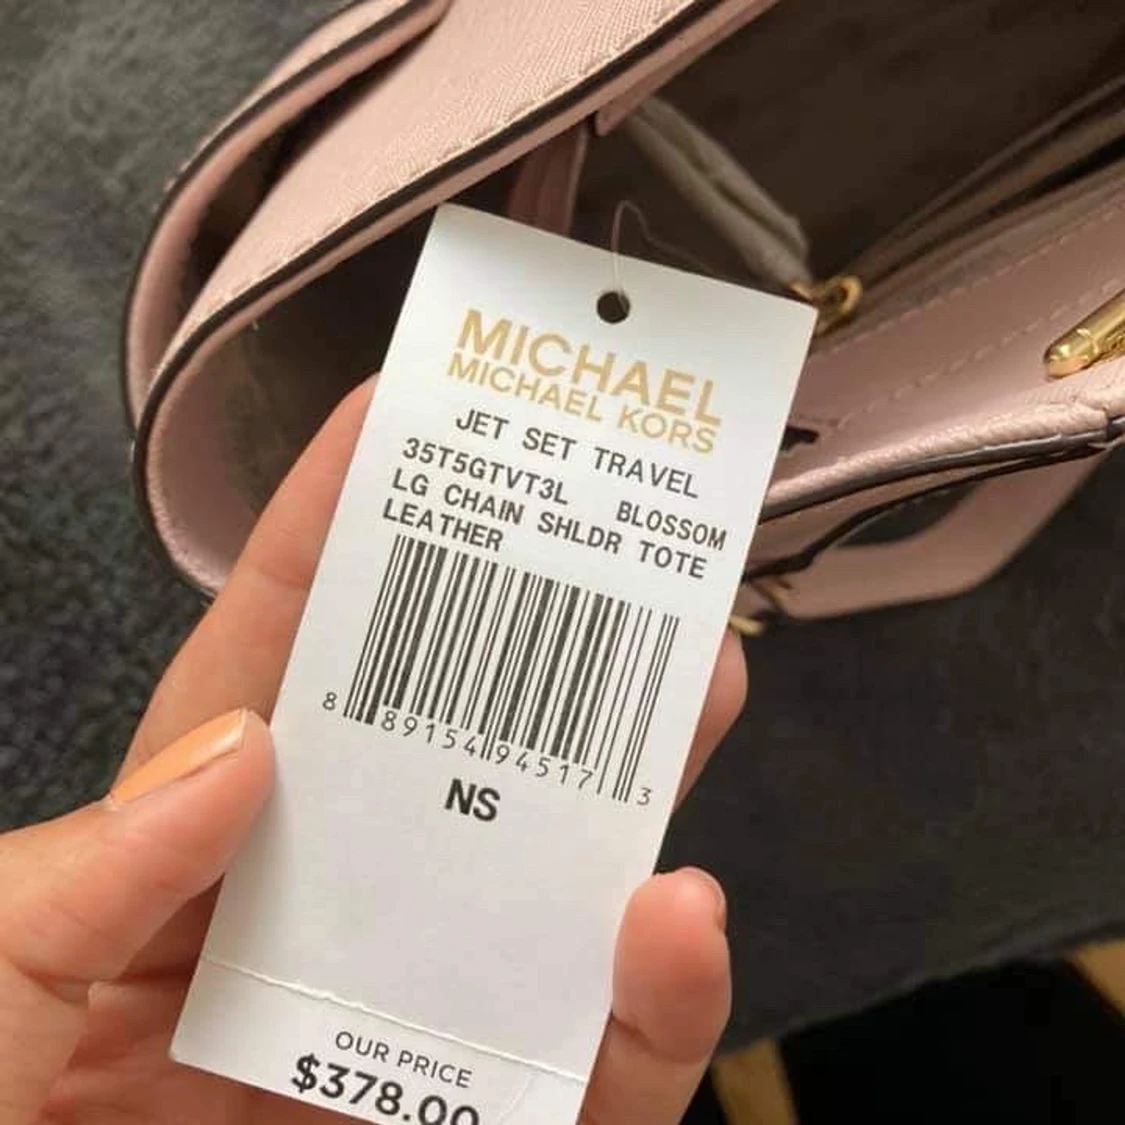 MICHAEL
MICHAEL KORS
JET SET TRAVEL
35T5GTVT3L BLOSSOM
LG CHAIN SHLDR TOTE
LEATHER
8 89154 94517 3
NS
OUR PRICE
$378.00